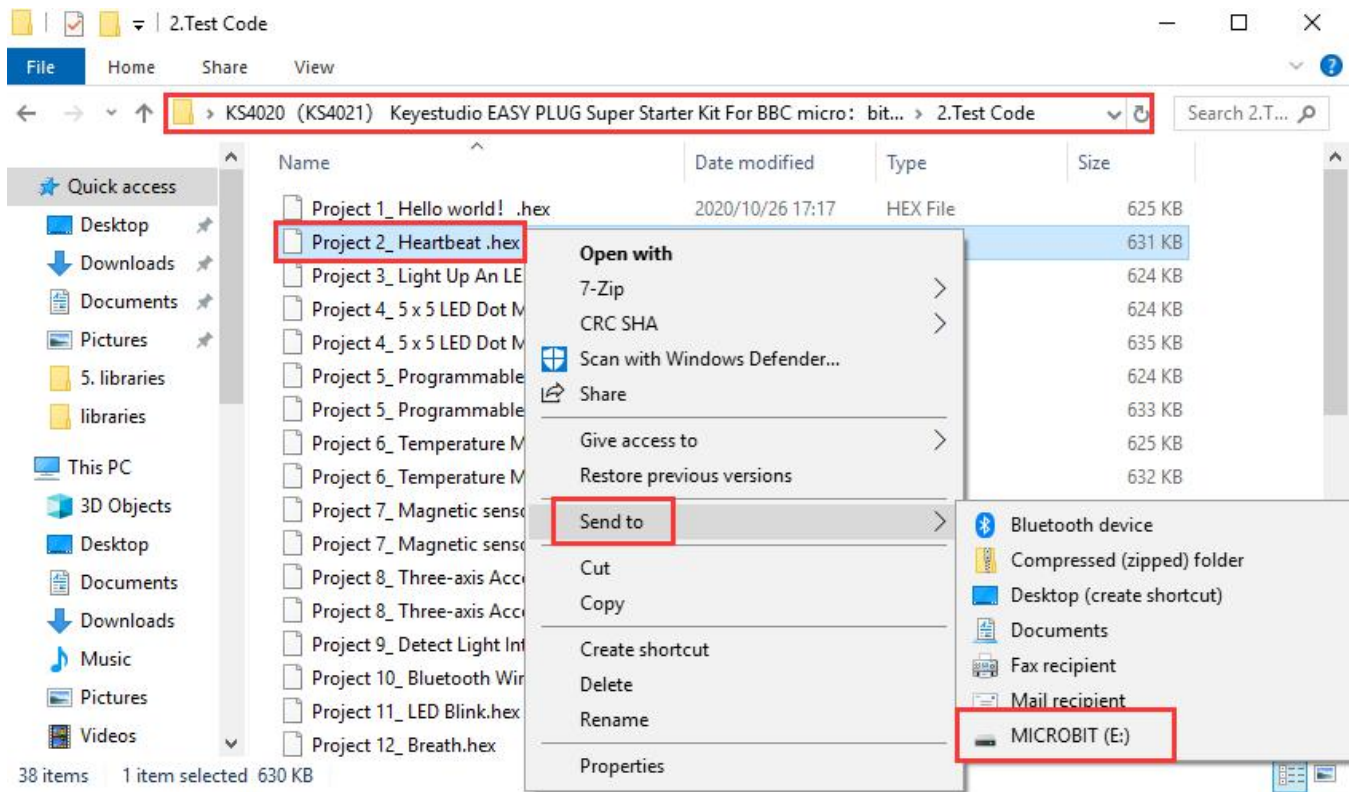 2.Test Code
File Home Share View
KS4020 (KS4021) Keyestudio EASY PLUG Super Starter Kit For BBC micro：bit... › 2.Test Code
Search 2.T...
Name Date modified Type Size
Quick access
Desktop
Downloads
Documents
Pictures
5. libraries
libraries
This PC
3D Objects
Desktop
Documents
Downloads
Music
Pictures
Videos
Project 1_ Hello world！.hex 2020/10/26 17:17 HEX File 625 KB
Project 2_ Heartbeat .hex 631 KB
Project 3_ Light Up An LE 624 KB
Project 4_ 5 x 5 LED Dot M 624 KB
Project 4_ 5 x 5 LED Dot M 635 KB
Project 5_ Programmable 624 KB
Project 5_ Programmable 633 KB
Project 6_ Temperature M 625 KB
Project 6_ Temperature M 632 KB
Project 7_ Magnetic senso
Project 7_ Magnetic senso
Project 8_ Three-axis Acce
Project 8_ Three-axis Acce
Project 9_ Detect Light Int
Project 10_ Bluetooth Wir
Project 11_ LED Blink.hex
Project 12_ Breath.hex
Open with
7-Zip
CRC SHA
Scan with Windows Defender...
Share
Give access to
Restore previous versions
Send to
Cut
Copy
Create shortcut
Delete
Rename
Properties
Bluetooth device
Compressed (zipped) folder
Desktop (create shortcut)
Documents
Fax recipient
Mail recipient
MICROBIT (E:)
38 items 1 item selected 630 KB